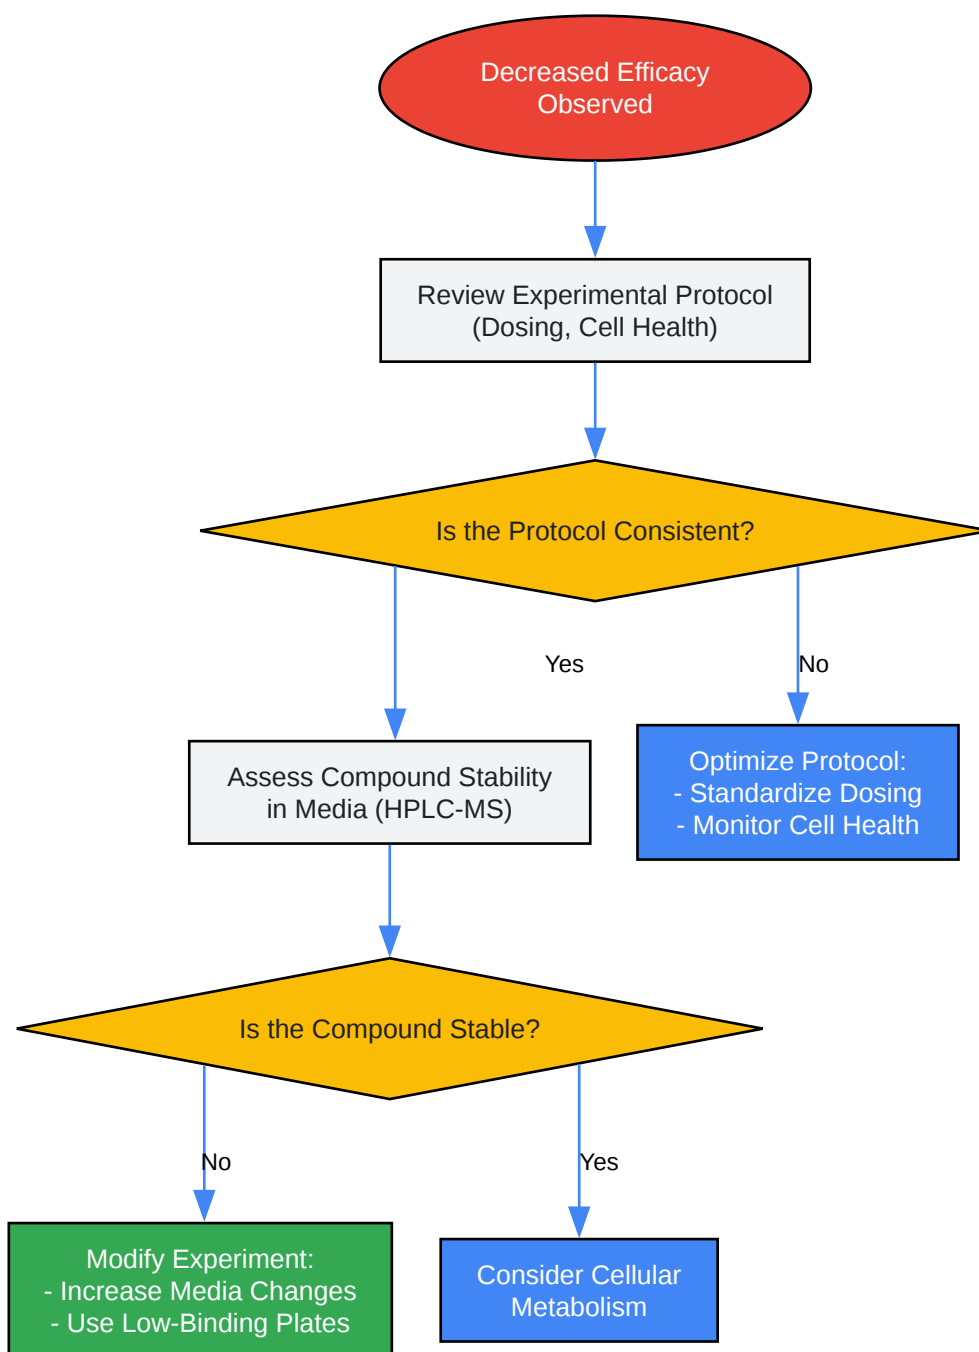 Decreased Efficacy
Observed
Review Experimental Protocol
(Dosing, Cell Health)
Is the Protocol Consistent?
Yes
No
Assess Compound Stability
in Media (HPLC-MS)
Optimize Protocol:
- Standardize Dosing
- Monitor Cell Health
Is the Compound Stable?
No
Yes
Modify Experiment:
- Increase Media Changes
- Use Low-Binding Plates
Consider Cellular
Metabolism